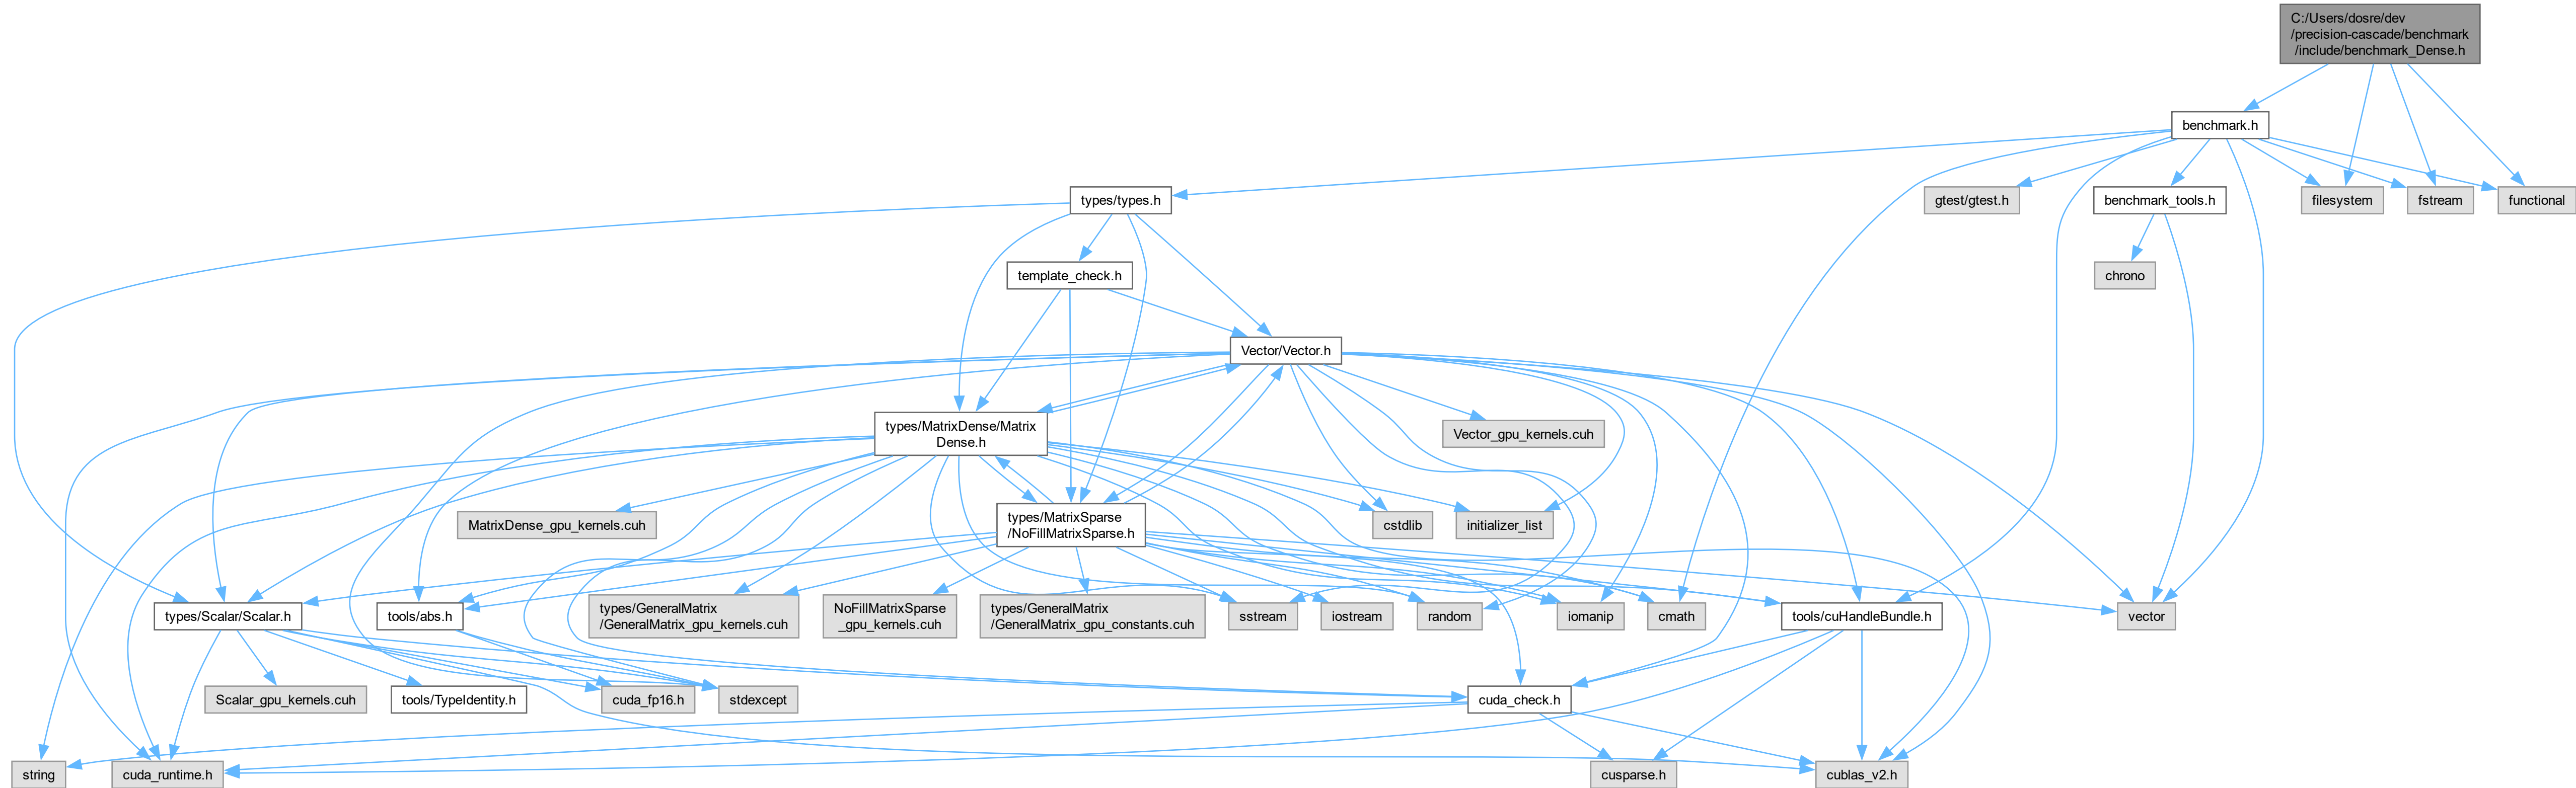 C:/Users/dosre/dev
/precision-cascade/benchmark
/include/benchmark_Dense.h
benchmark.h
types/types.h
gtest/gtest.h
benchmark_tools.h
filesystem
fstream
functional
template_check.h
chrono
Vector/Vector.h
types/MatrixDense/Matrix
Dense.h
Vector_gpu_kernels.cuh
MatrixDense_gpu_kernels.cuh
types/MatrixSparse
/NoFillMatrixSparse.h
cstdlib
initializer_list
types/Scalar/Scalar.h
tools/abs.h
types/GeneralMatrix
/GeneralMatrix_gpu_kernels.cuh
NoFillMatrixSparse
_gpu_kernels.cuh
types/GeneralMatrix
/GeneralMatrix_gpu_constants.cuh
sstream
iostream
random
iomanip
cmath
tools/cuHandleBundle.h
vector
Scalar_gpu_kernels.cuh
tools/TypeIdentity.h
cuda_fp16.h
stdexcept
cuda_check.h
string
cuda_runtime.h
cusparse.h
cublas_v2.h